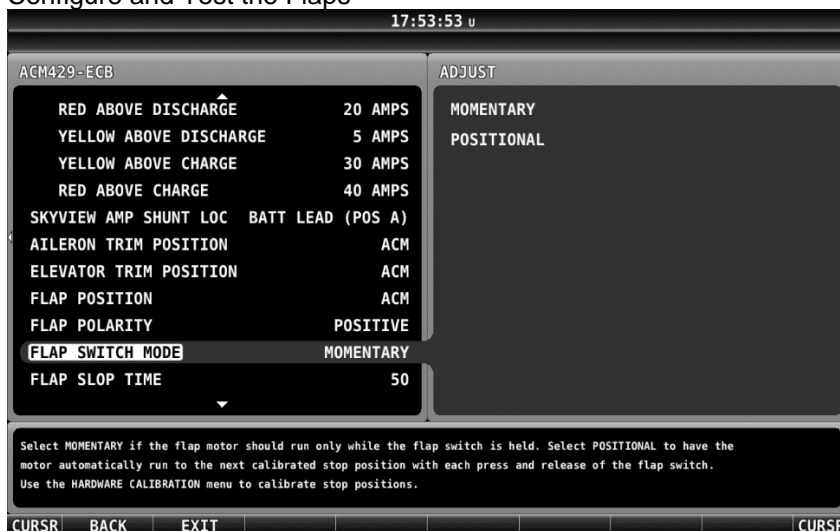 Configure and Test the Flaps
17:53:53 U
ACM429-ECB
ADJUST
RED ABOVE DISCHARGE 20 AMPS
YELLOW ABOVE DISCHARGE 5 AMPS
YELLOW ABOVE CHARGE 30 AMPS
RED ABOVE CHARGE 40 AMPS
SKYVIEW AMP SHUNT LOC BATT LEAD (POS A)
AILERON TRIM POSITION ACM
ELEVATOR TRIM POSITION ACM
FLAP POSITION ACM
FLAP POLARITY POSITIVE
FLAP SWITCH MODE MOMENTARY
FLAP SLOP TIME 50
MOMENTARY
POSITIONAL
Select MOMENTARY if the flap motor should run only while the flap switch is held. Select POSITIONAL to have the
motor automatically run to the next calibrated stop position with each press and release of the flap switch.
Use the HARDWARE CALIBRATION menu to calibrate stop positions.
CURSR BACK EXIT CURSR